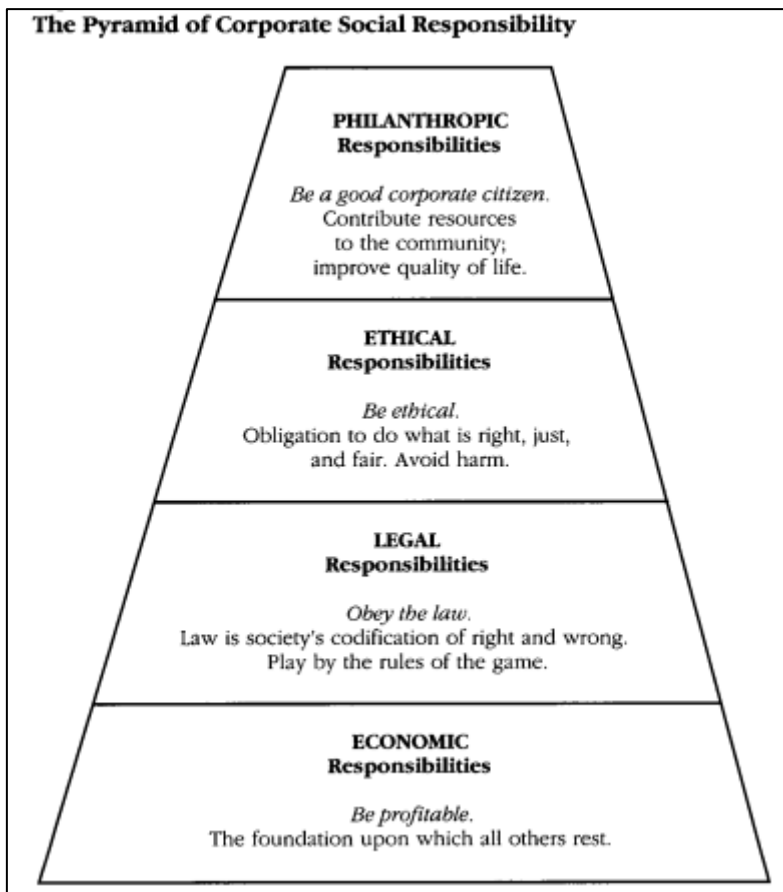 The Pyramid of Corporate Social Responsibility
PHILANTHROPIC
Responsibilities
Be a good corporate citizen.
Contribute resources
to the community;
improve quality of life.
ETHICAL
Responsibilities
Be ethical.
Obligation to do what is right, just,
and fair. Avoid harm.
LEGAL
Responsibilities
Obey the law.
Law is society's codification of right and wrong.
Play by the rules of the game.
ECONOMIC
Responsibilities
Be profitable.
The foundation upon which all others rest.